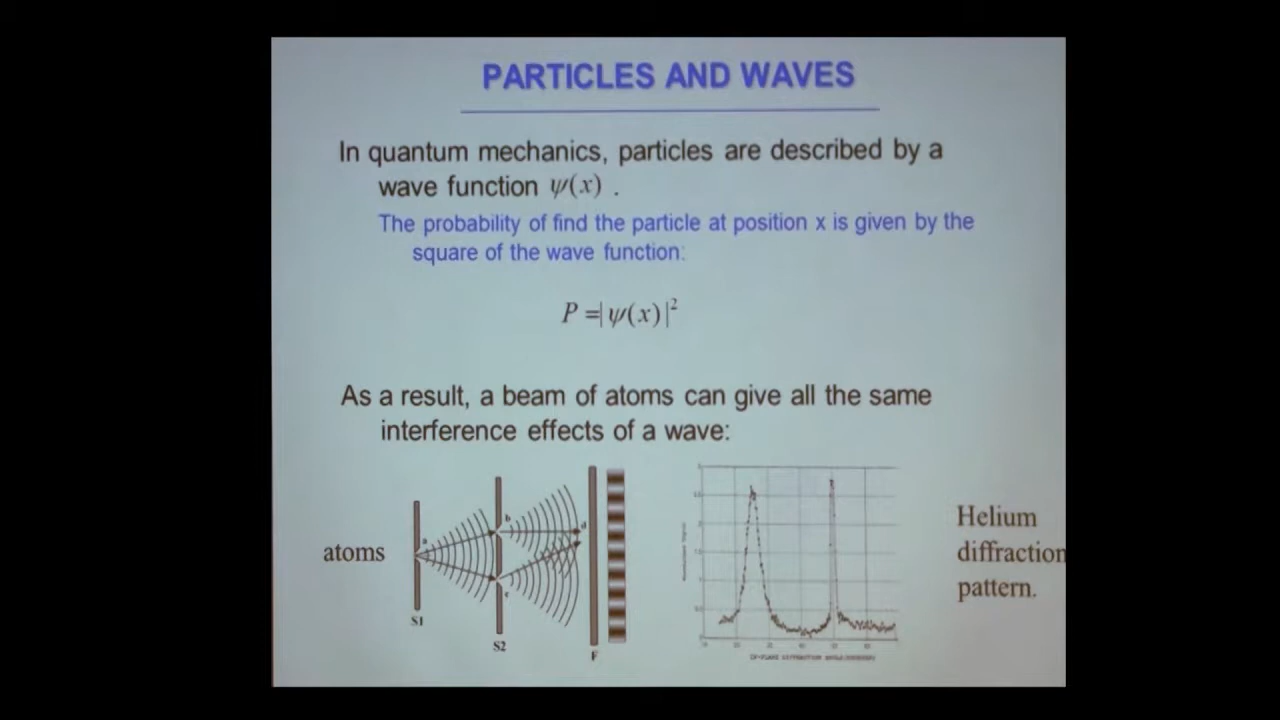 PARTICLES AND WAVES
In quantum mechanics, particles are described by a
wave function ψ(x) .
The probability of find the particle at position x is given by the
square of the wave function:
P =|ψ(x)|²
As a result, a beam of atoms can give all the same
interference effects of a wave:
atoms
a
b
c
d
S1
S2
F
Helium
diffraction
pattern.